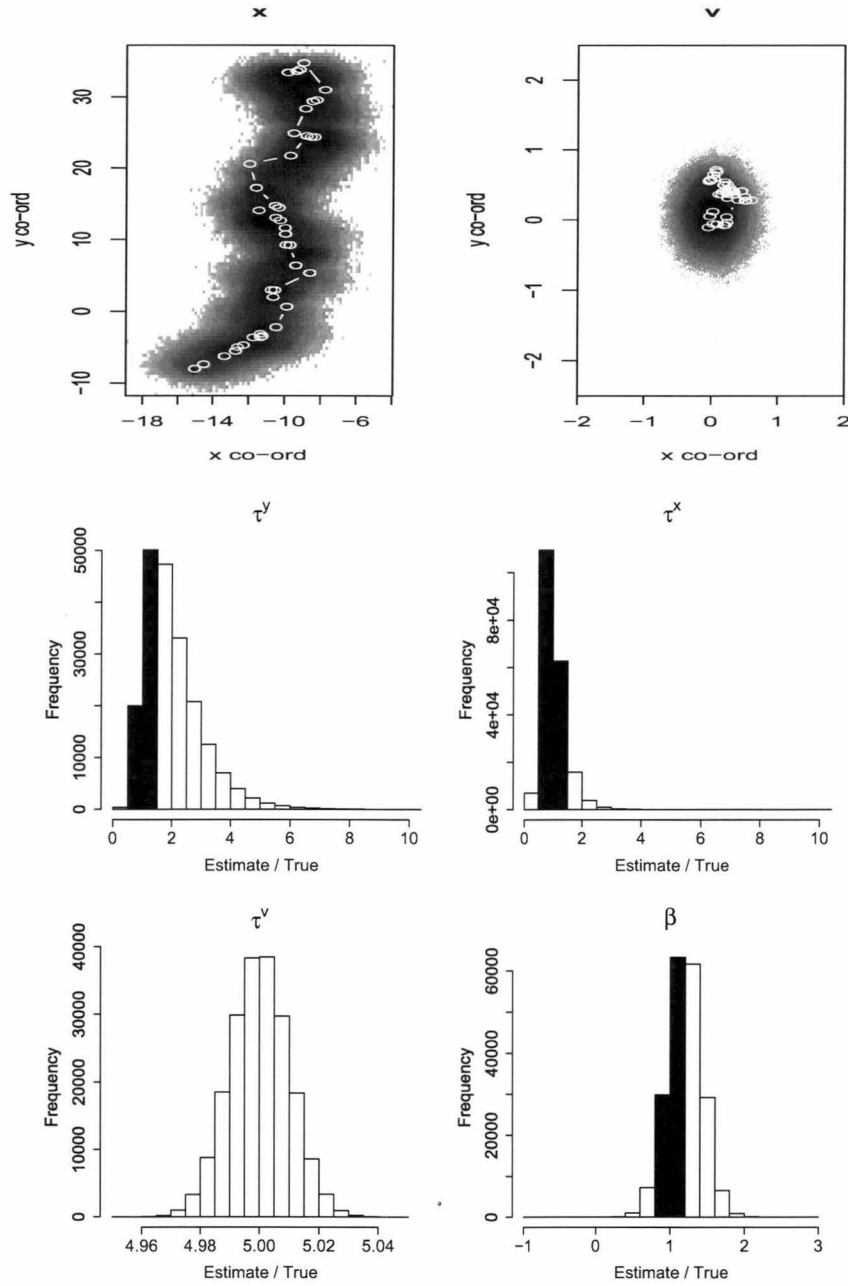 x
v
y co-ord
30
20
10
0
-10
-18
-14
-10
-6
x co-ord
y co-ord
2
1
0
-1
-2
-2
-1
0
1
2
x co-ord
τ^y
Frequency
50000
30000
10000
0
0
2
4
6
8
10
Estimate / True
τ^x
Frequency
8e+04
4e+04
0e+00
0
2
4
6
8
10
Estimate / True
τ^v
Frequency
40000
30000
20000
10000
0
4.96
4.98
5.00
5.02
5.04
Estimate / True
β
Frequency
60000
40000
20000
0
-1
0
1
2
3
Estimate / True